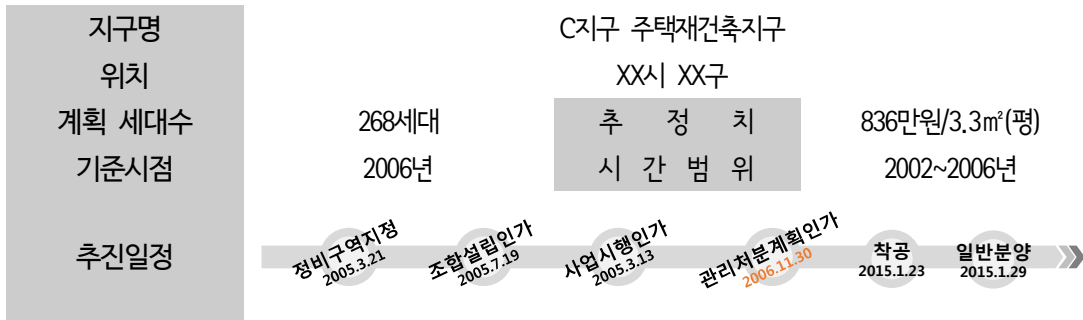 지구명 C지구 주택재건축지구
위치 XX시 XX구
계획 세대수 268세대 추 정 치 836만원/3.3㎡(평)
기준시점 2006년 시 간 범 위 2002~2006년
추진일정
정비구역지정
2005.3.21
조합설립인가
2005.7.19
사업시행인가
2005.3.13
관리처분계획인가
2006.11.30
착공
2015.1.23
일반분양
2015.1.29